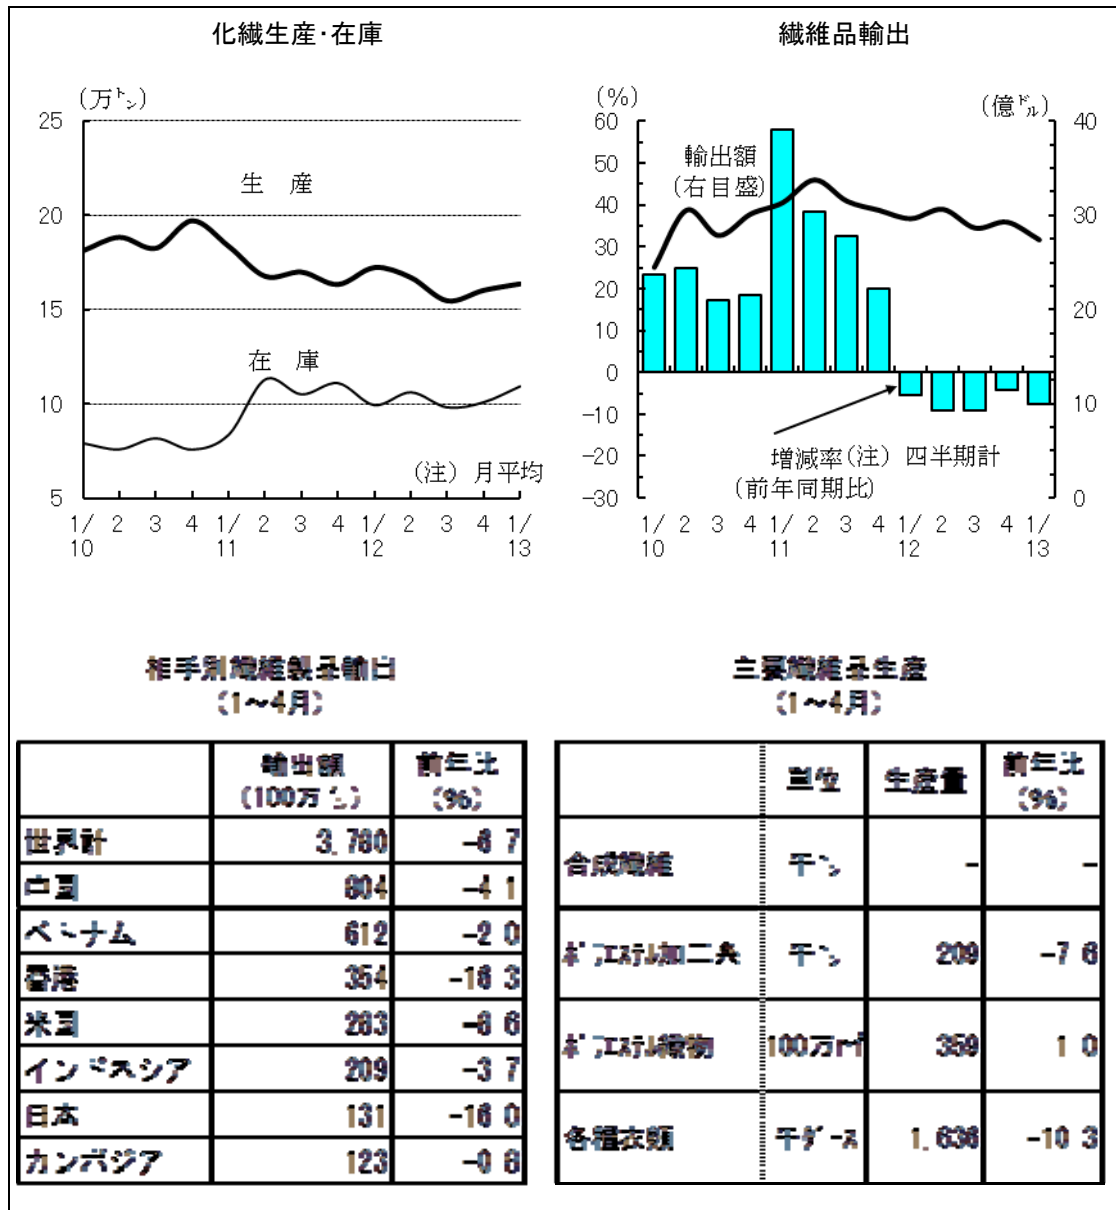 化繊生産・在庫
(万㌧)
25
20
15
10
5
生 産
在 庫
(注) 月平均
1/10 2 3 4 1/11 2 3 4 1/12 2 3 4 1/13
繊維品輸出
(%)
(億㌦)
60
50
40
30
20
10
0
-10
-20
-30
40
30
20
10
0
輸出額
(右目盛)
増減率(注) 四半期計
(前年同期比)
1/10 2 3 4 1/11 2 3 4 1/12 2 3 4 1/13
相手別繊維製品輸出
(1~4月)
輸出額 前年比
(100万㌦) (%)
世界計 -6 7
中国 -4 1
ベトナム 612 -2 0
香港 354 -16 3
米国 -6 6
インドネシア 209 -3 7
日本 131 -16 0
カンボジア 123
主要繊維品生産
(1~4月)
単位 生産量 前年比
(%)
合成繊維 千㌧ - -
ポリエステル加工糸 千㌧ 209 -7 6
ポリエステル織物 100万㎡ 359 1 0
各種衣類 千ダース -10 3